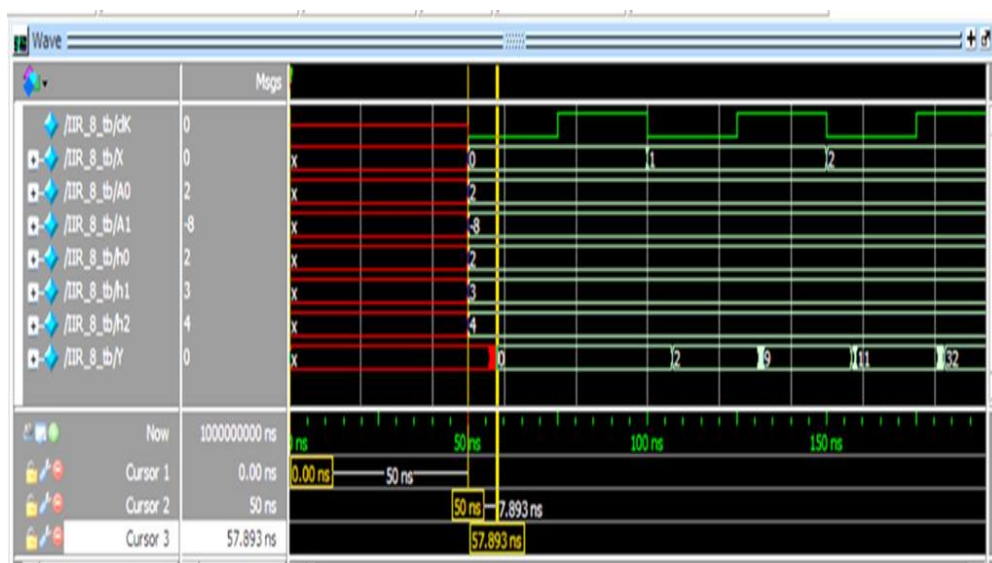 Wave
Msgs
/IIR_8_tb/clK 0
/IIR_8_tb/X 0 x 0 1 2
/IIR_8_tb/A0 2 x 2
/IIR_8_tb/A1 -8 x -8
/IIR_8_tb/h0 2 x 2
/IIR_8_tb/h1 3 x 3
/IIR_8_tb/h2 4 x 4
/IIR_8_tb/Y 0 x 0 2 9 11 32
Now 1000000000 ns ns 50 ns 100 ns 150 ns
Cursor 1 0.00 ns 0.00 ns 50 ns
Cursor 2 50 ns 50 ns 7.893 ns
Cursor 3 57.893 ns 57.893 ns